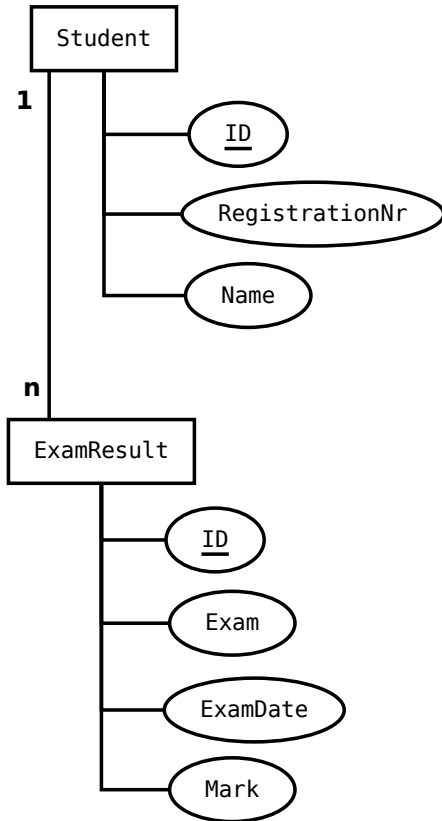 Student
1
ID
RegistrationNr
Name
n
ExamResult
ID
Exam
ExamDate
Mark